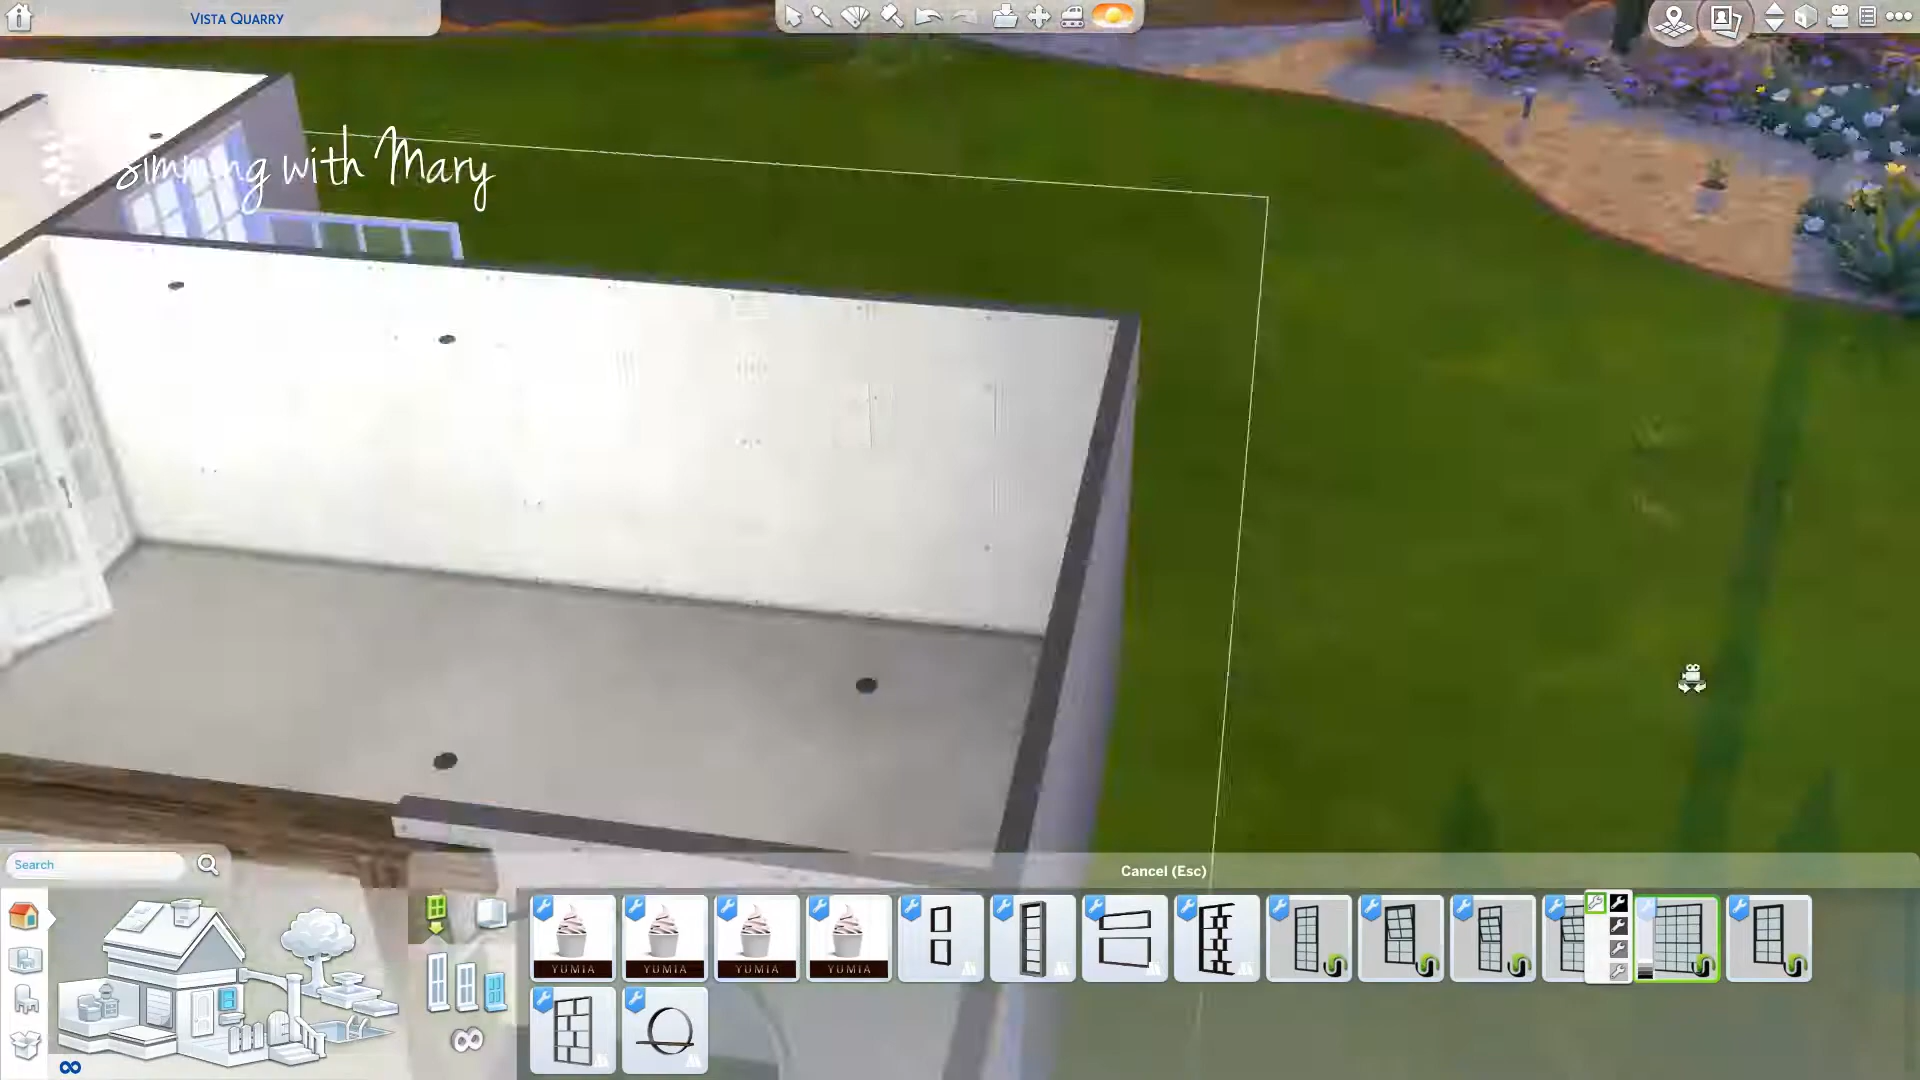 Vista Quarry
Simming with Mary
Search
Cancel (Esc)
YUMIA
YUMIA
YUMIA
YUMIA